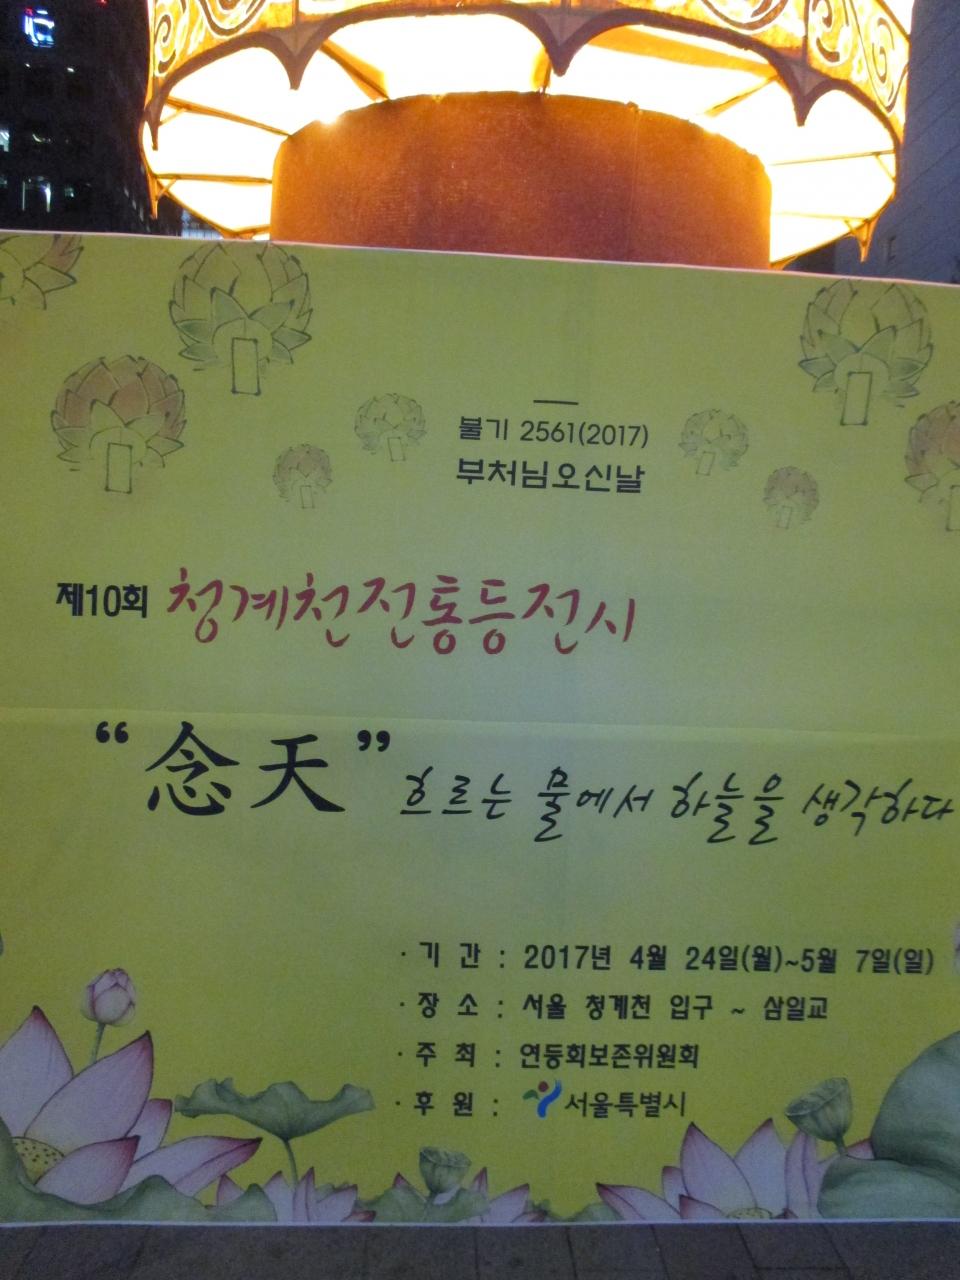 불기 2561(2017)
부처님오신날
제10회 청계천전통등전시
“念天” 흐르는 물에서 하늘을 생각하다
· 기 간 : 2017년 4월 24일(월)~5월 7일(일)
· 장 소 : 서울 청계천 입구 ~ 삼일교
· 주 최 : 연등회보존위원회
· 후 원 : 서울특별시